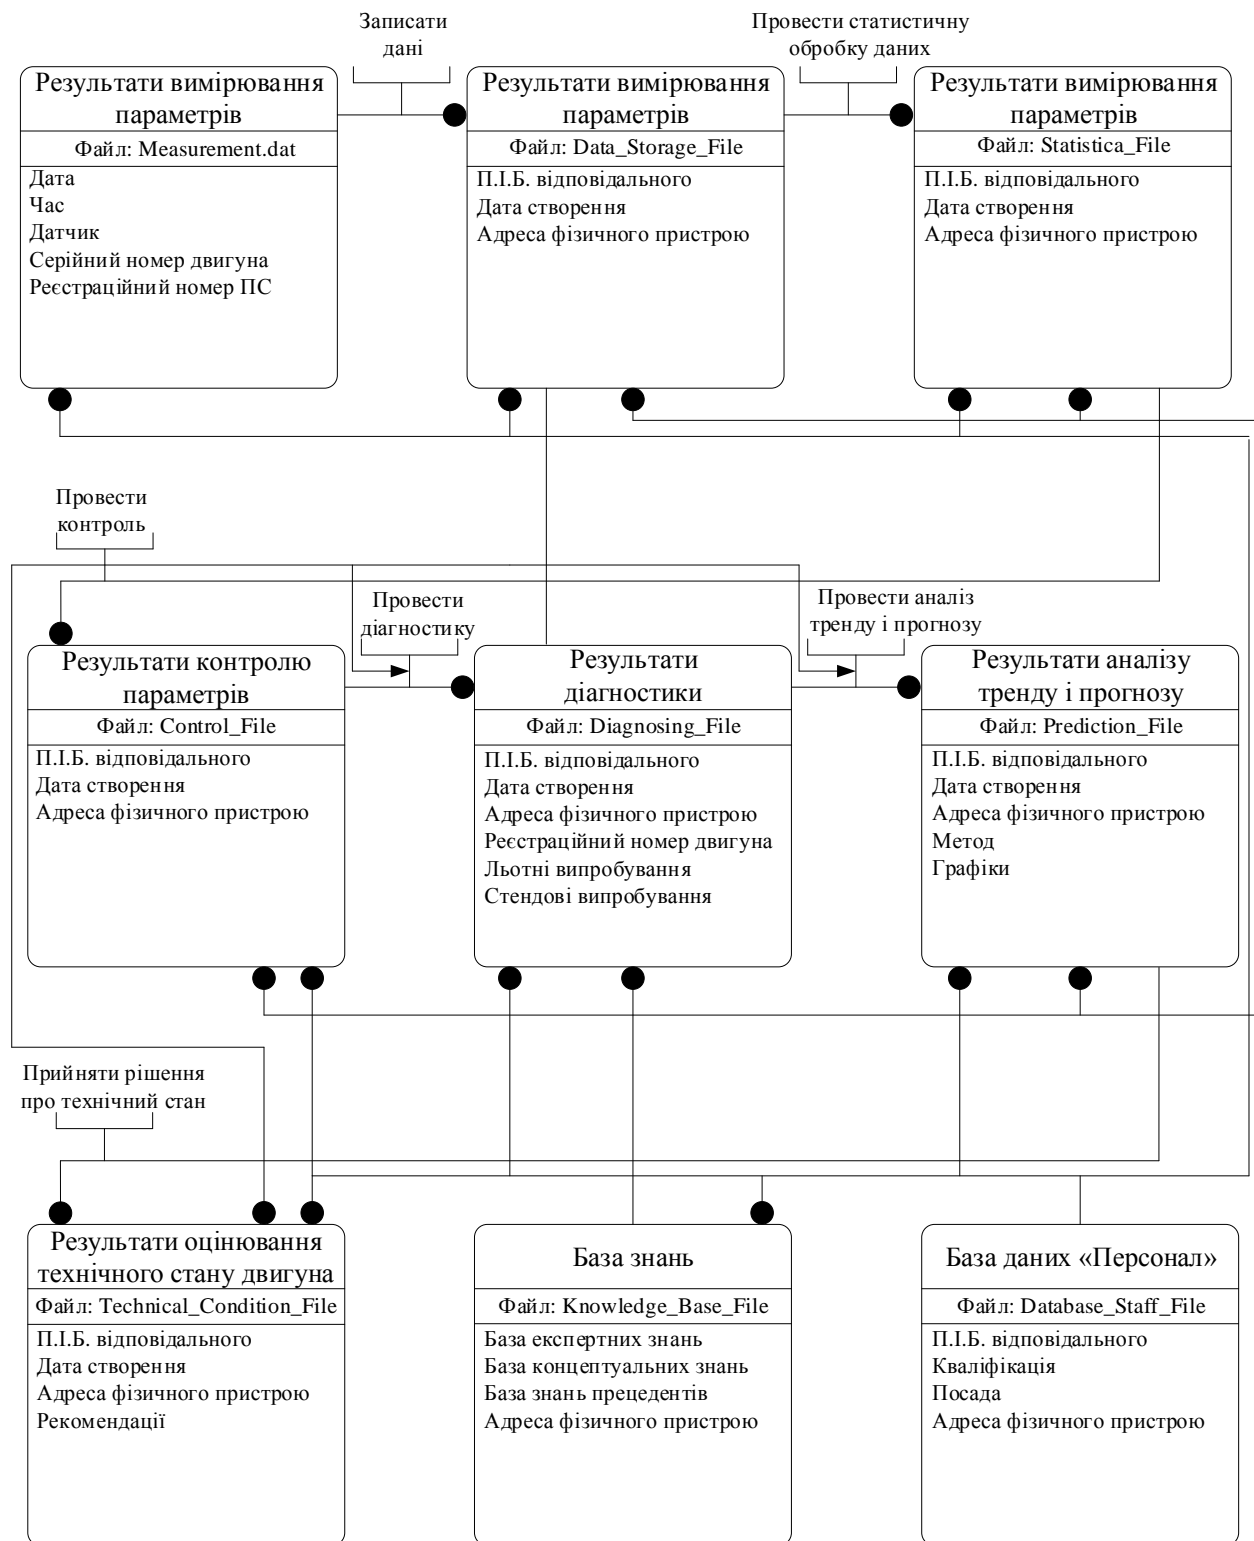 Записати
дані
Провести статистичну
обробку даних
Результати вимірювання
параметрів
Файл: Measurement.dat
Дата
Час
Датчик
Серійний номер двигуна
Реєстраційний номер ПС
Результати вимірювання
параметрів
Файл: Data_Storage_File
П.І.Б. відповідального
Дата створення
Адреса фізичного пристрою
Результати вимірювання
параметрів
Файл: Statistica_File
П.І.Б. відповідального
Дата створення
Адреса фізичного пристрою
Провести
контроль
Провести
діагностику
Провести аналіз
тренду і прогнозу
Результати контролю
параметрів
Файл: Control_File
П.І.Б. відповідального
Дата створення
Адреса фізичного пристрою
Результати
діагностики
Файл: Diagnosing_File
П.І.Б. відповідального
Дата створення
Адреса фізичного пристрою
Реєстраційний номер двигуна
Льотні випробування
Стендові випробування
Результати аналізу
тренду і прогнозу
Файл: Prediction_File
П.І.Б. відповідального
Дата створення
Адреса фізичного пристрою
Метод
Графіки
Прийняти рішення
про технічний стан
Результати оцінювання
технічного стану двигуна
Файл: Technical_Condition_File
П.І.Б. відповідального
Дата створення
Адреса фізичного пристрою
Рекомендації
База знань
Файл: Knowledge_Base_File
База експертних знань
База концептуальних знань
База знань прецедентів
Адреса фізичного пристрою
База даних «Персонал»
Файл: Database_Staff_File
П.І.Б. відповідального
Кваліфікація
Посада
Адреса фізичного пристрою